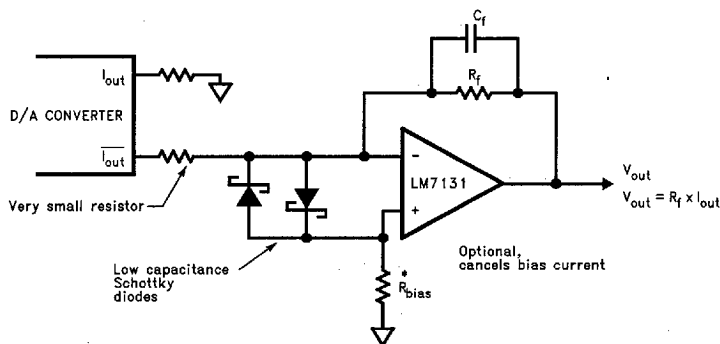 C_f
R_f
I_out
D/A CONVERTER
I̅_o̅u̅t̅
Very small resistor
−
LM7131
+
V_out
V_out = R_f x I_out
Optional,
cancels bias current
Low capacitance
Schottky
diodes
*
R_bias